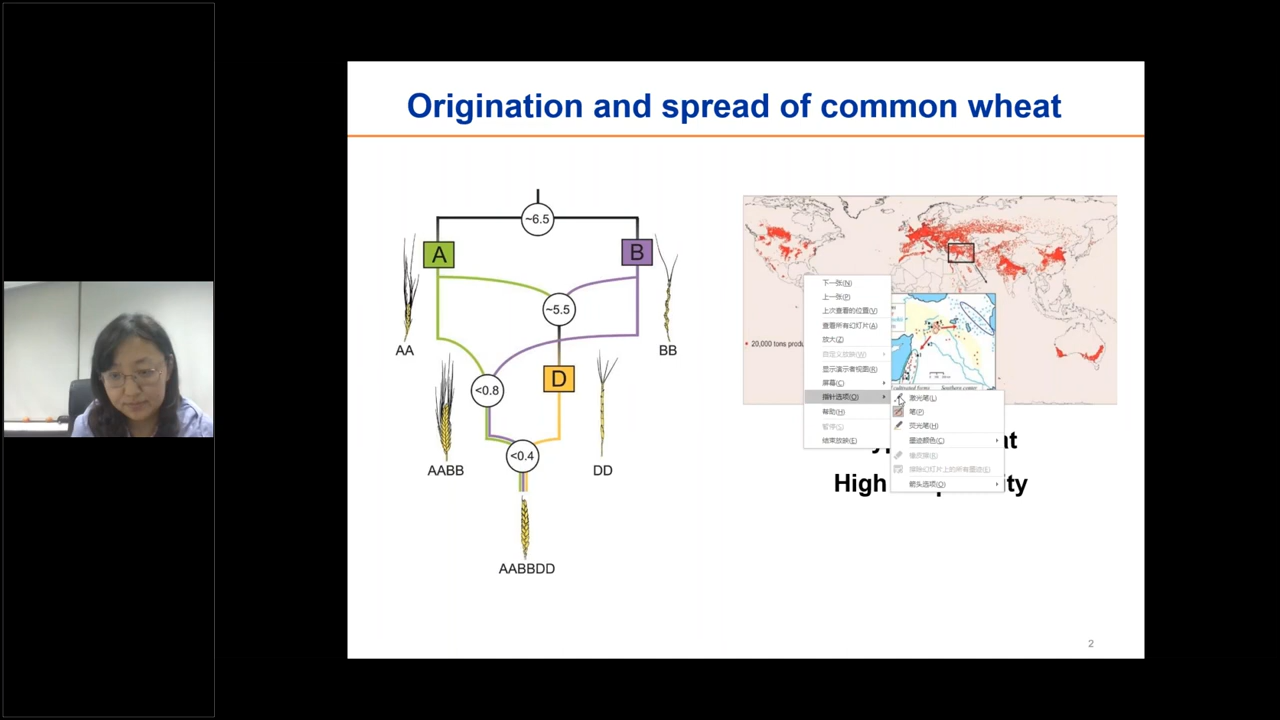 Origination and spread of common wheat
~6.5
A
B
~5.5
AA
BB
D
<0.8
<0.4
AABB
DD
AABBDD
20,000 tons produ
下一张(N)
上一张(P)
上次查看的位置(V)
查看所有幻灯片(A)
放大(Z)
自定义放映(W)
显示演示者视图(R)
屏幕(C)
指针选项(O)
帮助(H)
暂停(S)
结束放映(E)
激光笔(L)
笔(P)
荧光笔(H)
墨迹颜色(C)
橡皮擦(R)
擦除幻灯片上的所有墨迹(E)
箭头选项(O)
High
2